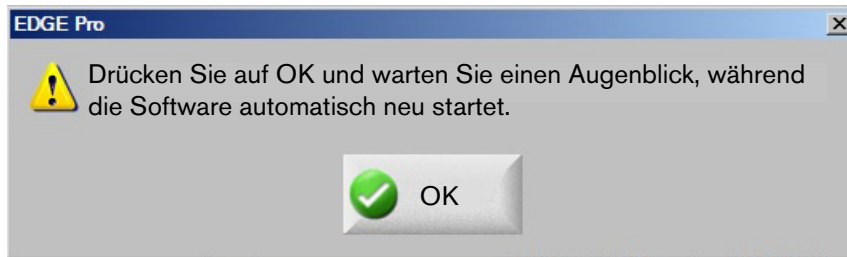 EDGE Pro
Drücken Sie auf OK und warten Sie einen Augenblick, während
die Software automatisch neu startet.
OK